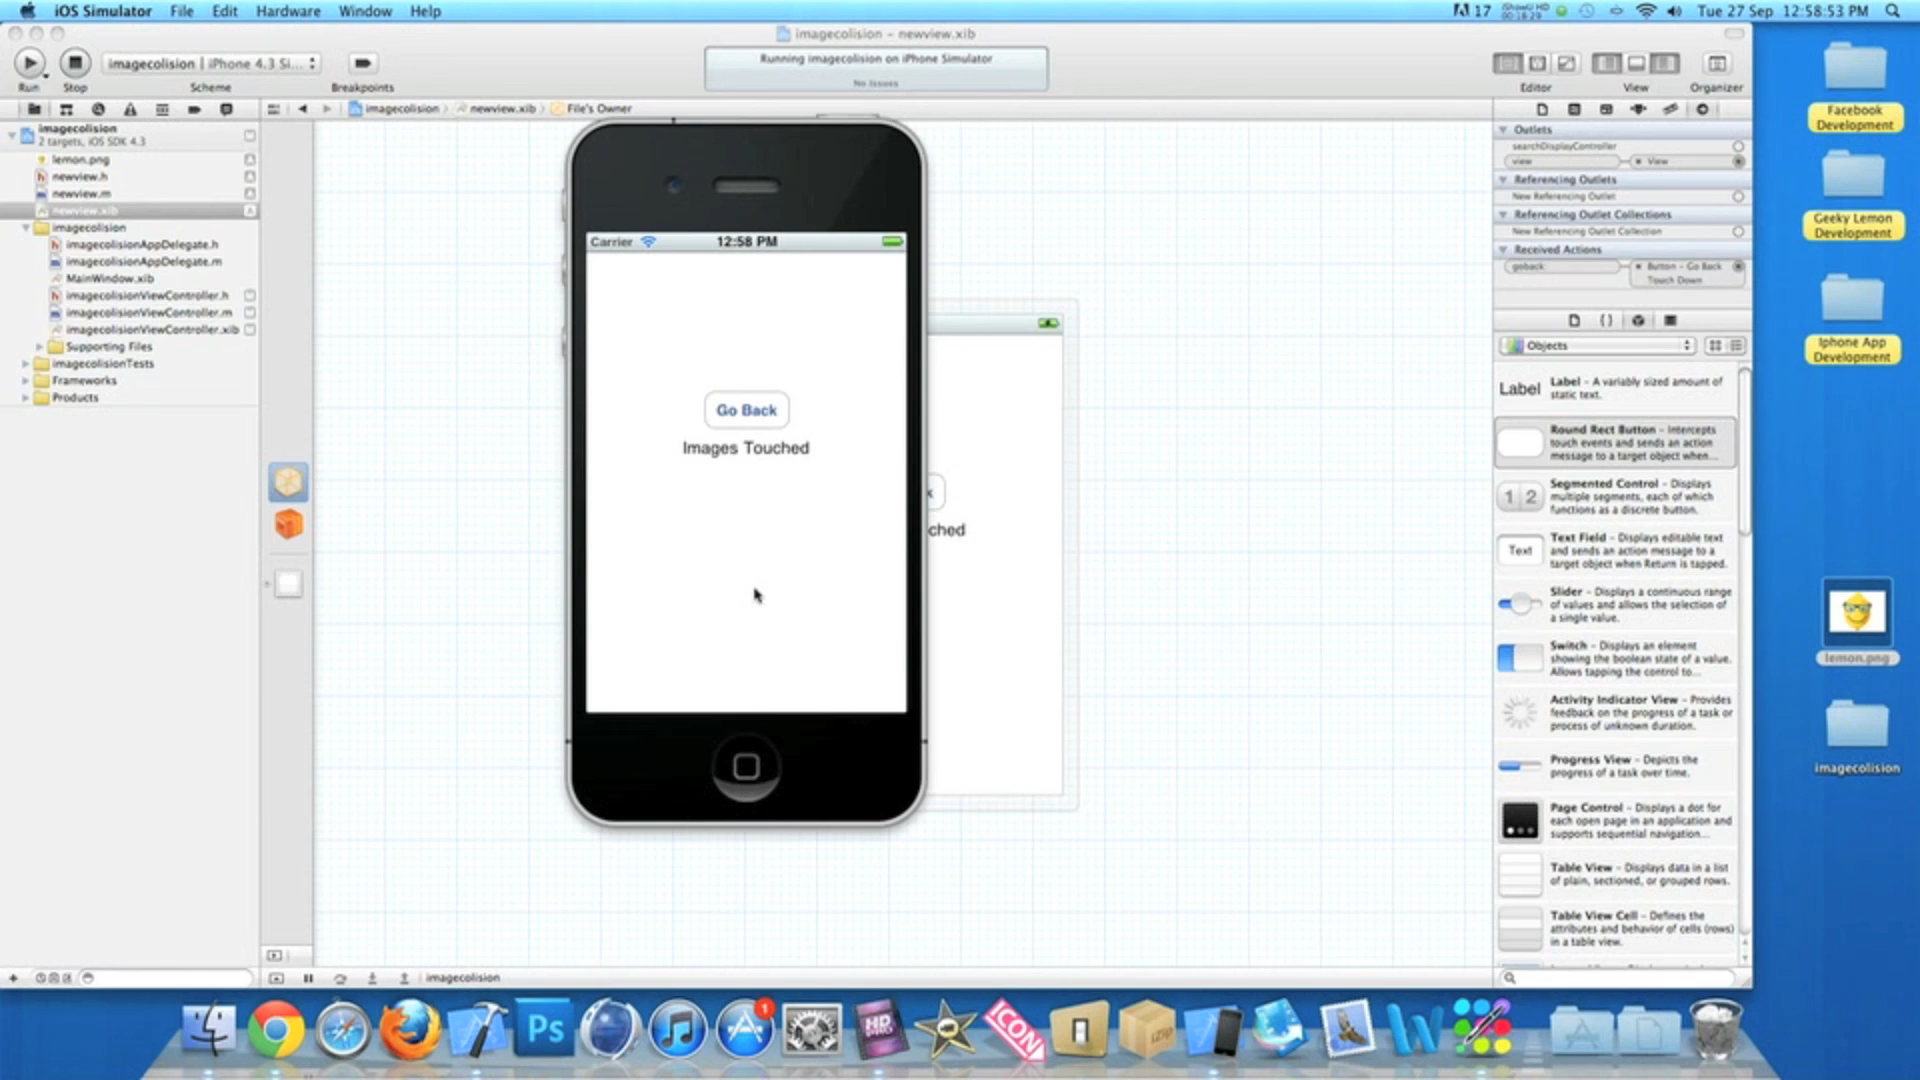 iOS Simulator File Edit Hardware Window Help
17 Tue 27 Sep 12:58:53 PM
imagecolision – newview.xib
imagecolision | iPhone 4.3 Si...
Running imagecolision on iPhone Simulator
No Issues
Run Stop Scheme Breakpoints Editor View Organizer
imagecolision newview.xib File's Owner
imagecolision
2 targets, iOS SDK 4.3
lemon.png
newview.h
newview.m
newview.xib
imagecolision
imagecolisionAppDelegate.h
imagecolisionAppDelegate.m
MainWindow.xib
imagecolisionViewController.h
imagecolisionViewController.m
imagecolisionViewController.xib
Supporting Files
imagecolisionTests
Frameworks
Products
Carrier 12:58 PM
Go Back
Images Touched
k
ched
imagecolision
Outlets
searchDisplayController
view View
Referencing Outlets
New Referencing Outlet
Referencing Outlet Collections
New Referencing Outlet Collection
Received Actions
goback: Button - Go Back
Touch Down
Objects
Label
Label – A variably sized amount of
static text.
Round Rect Button – Intercepts
touch events and sends an action
message to a target object when...
1 2
Segmented Control – Displays
multiple segments, each of which
functions as a discrete button.
Text
Text Field – Displays editable text
and sends an action message to a
target object when Return is tapped.
Slider – Displays a continuous range
of values and allows the selection of
a single value.
Switch – Displays an element
showing the boolean state of a value.
Allows tapping the control to...
Activity Indicator View – Provides
feedback on the progress of a task or
process of unknown duration.
Progress View – Depicts the
progress of a task over time.
Page Control – Displays a dot for
each open page in an application and
supports sequential navigation...
Table View – Displays data in a list
of plain, sectioned, or grouped rows.
Table View Cell – Defines the
attributes and behavior of cells (rows)
in a table view.
Facebook
Development
Geeky Lemon
Development
Iphone App
Development
lemon.png
imagecolision
Ps
1
HD
ICON